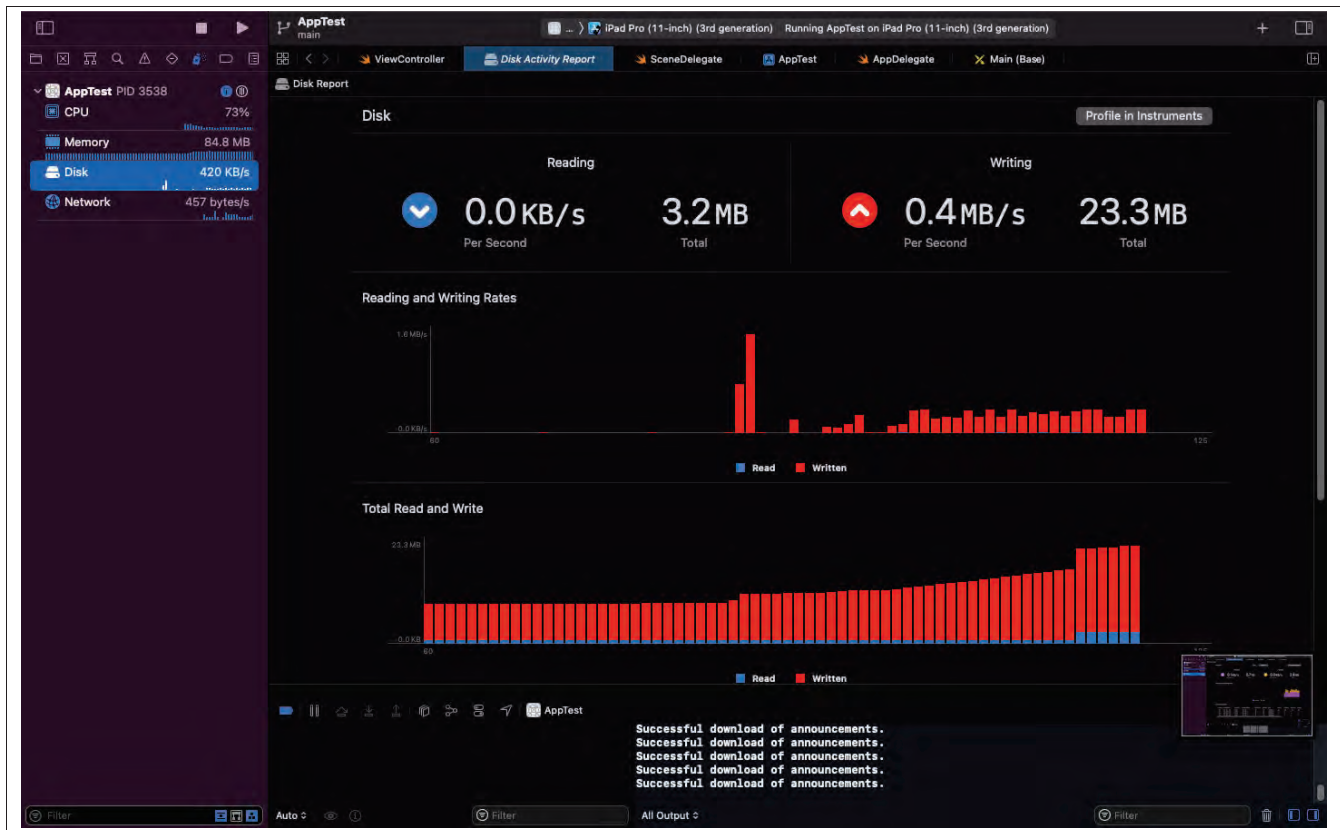 AppTest
main
... 〉 iPad Pro (11-inch) (3rd generation) Running AppTest on iPad Pro (11-inch) (3rd generation)
ViewController
Disk Activity Report
SceneDelegate
AppTest
AppDelegate
Main (Base)
AppTest PID 3538
CPU 73%
Memory 84.8 MB
Disk 420 KB/s
Network 457 bytes/s
Disk Report
Disk
Profile in Instruments
Reading
Writing
0.0 KB/s 3.2 MB
Per Second Total
0.4 MB/s 23.3 MB
Per Second Total
Reading and Writing Rates
1.6 MB/s
0.0 KB/s
60 125
Read Written
Total Read and Write
23.3 MB
0.0 KB
60
Read Written
AppTest
Successful download of announcements.
Successful download of announcements.
Successful download of announcements.
Successful download of announcements.
Successful download of announcements.
Filter
Auto
Filter
All Output
Filter